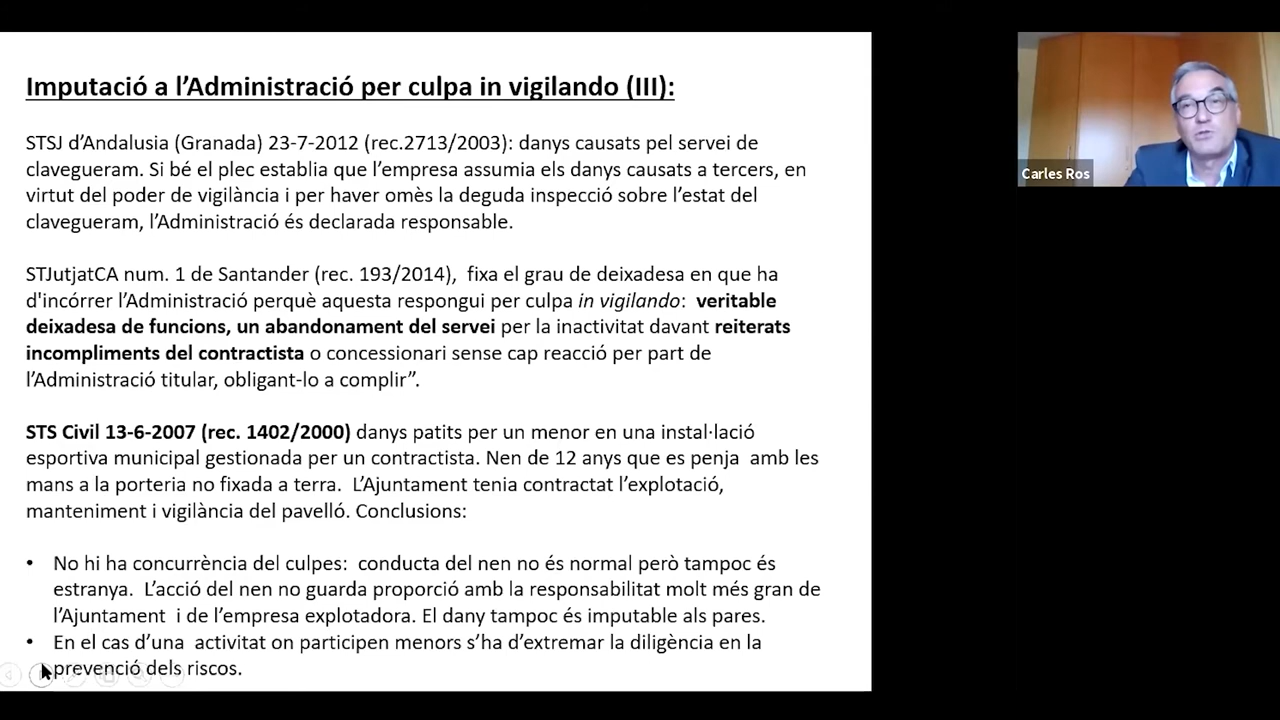 Imputació a l’Administració per culpa in vigilando (III):
STSJ d’Andalusia (Granada) 23-7-2012 (rec.2713/2003): danys causats pel servei de
clavegueram. Si bé el plec establia que l’empresa assumia els danys causats a tercers, en
virtut del poder de vigilància i per haver omès la deguda inspecció sobre l’estat del
clavegueram, l’Administració és declarada responsable.
STJutjatCA num. 1 de Santander (rec. 193/2014), fixa el grau de deixadesa en que ha
d'incórrer l’Administració perquè aquesta respongui per culpa in vigilando: veritable
deixadesa de funcions, un abandonament del servei per la inactivitat davant reiterats
incompliments del contractista o concessionari sense cap reacció per part de
l’Administració titular, obligant-lo a complir”.
STS Civil 13-6-2007 (rec. 1402/2000) danys patits per un menor en una instal·lació
esportiva municipal gestionada per un contractista. Nen de 12 anys que es penja amb les
mans a la porteria no fixada a terra. L’Ajuntament tenia contractat l’explotació,
manteniment i vigilància del pavelló. Conclusions:
• No hi ha concurrència del culpes: conducta del nen no és normal però tampoc és
estranya. L’acció del nen no guarda proporció amb la responsabilitat molt més gran de
l’Ajuntament i de l’empresa explotadora. El dany tampoc és imputable als pares.
• En el cas d’una activitat on participen menors s’ha d’extremar la diligència en la
prevenció dels riscos.
Carles Ros